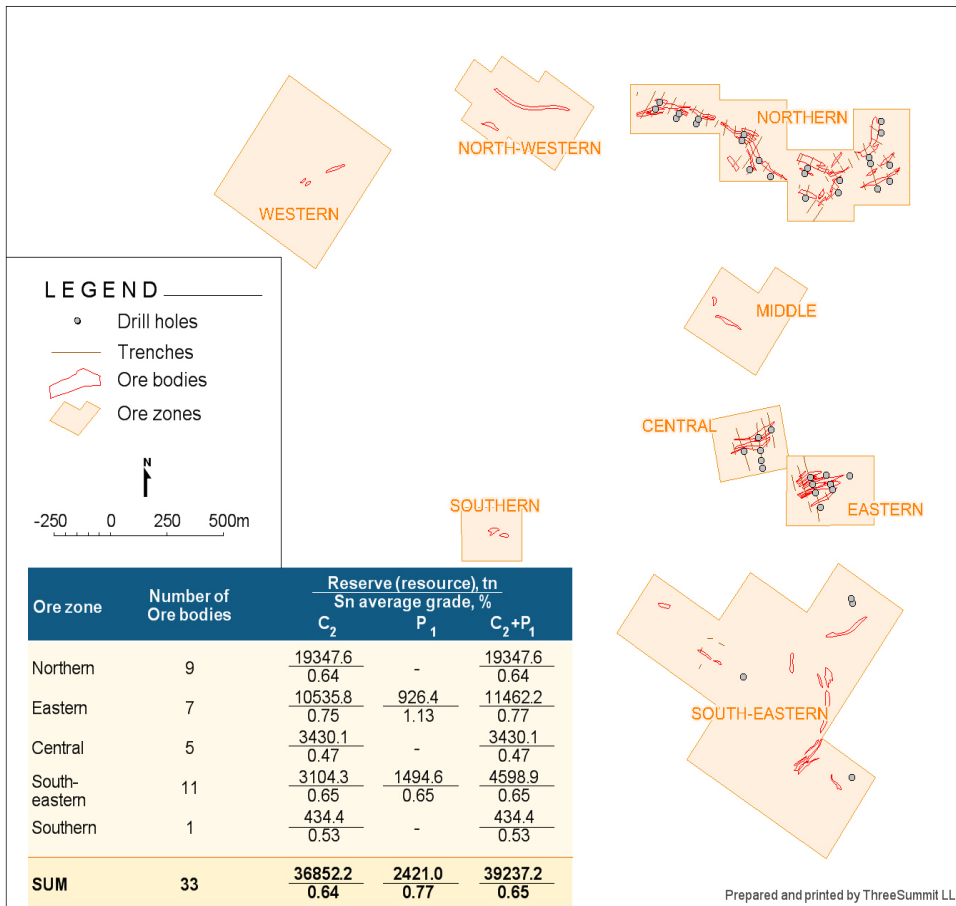 NORTHERN
NORTH-WESTERN
WESTERN
LEGEND
Drill holes
Trenches
Ore bodies
Ore zones
N
-250 0 250 500m
MIDDLE
CENTRAL
EASTERN
SOUTHERN
SOUTH-EASTERN
Ore zone Number of Ore bodies Reserve (resource), tn
Sn average grade, %
C2 P1 C2+P1
Northern 9 19347.6 - 19347.6
0.64 0.64
Eastern 7 10535.8 926.4 11462.2
0.75 1.13 0.77
Central 5 3430.1 - 3430.1
0.47 0.47
South-
eastern 11 3104.3 1494.6 4598.9
0.65 0.65 0.65
Southern 1 434.4 - 434.4
0.53 0.53
SUM 33 36852.2 2421.0 39237.2
0.64 0.77 0.65
Prepared and printed by ThreeSummit LL